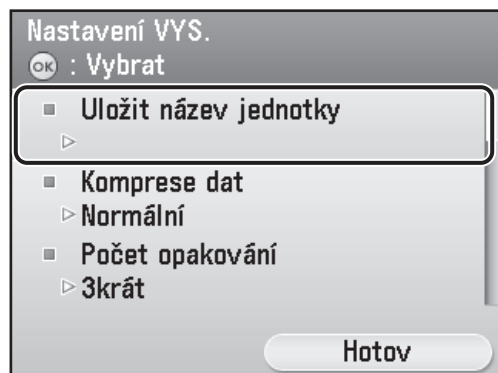 Nastavení VYS.
OK : Vybrat
Uložit název jednotky
Komprese dat
Normální
Počet opakování
3krát
Hotov